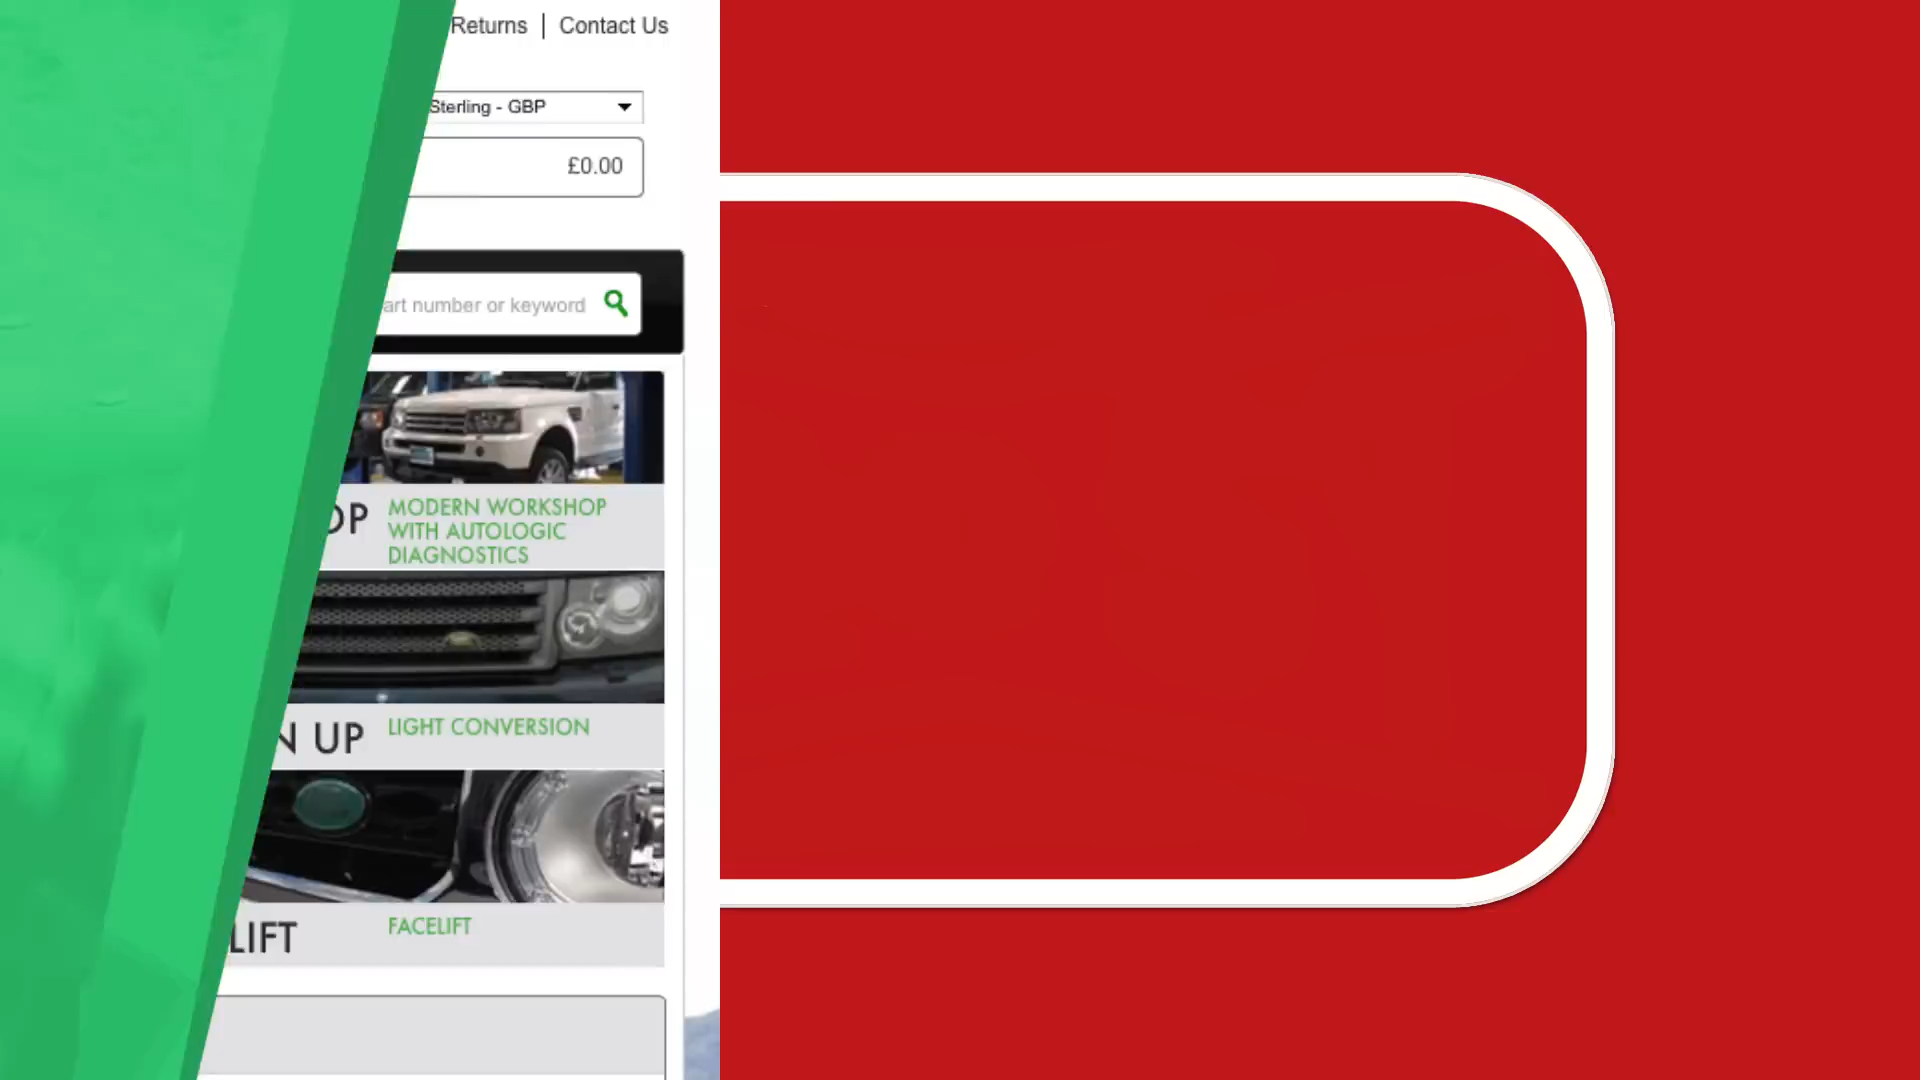 Returns | Contact Us
Sterling - GBP
£0.00
art number or keyword
OP
MODERN WORKSHOP
WITH AUTOLOGIC
DIAGNOSTICS
N UP
LIGHT CONVERSION
LIFT
FACELIFT